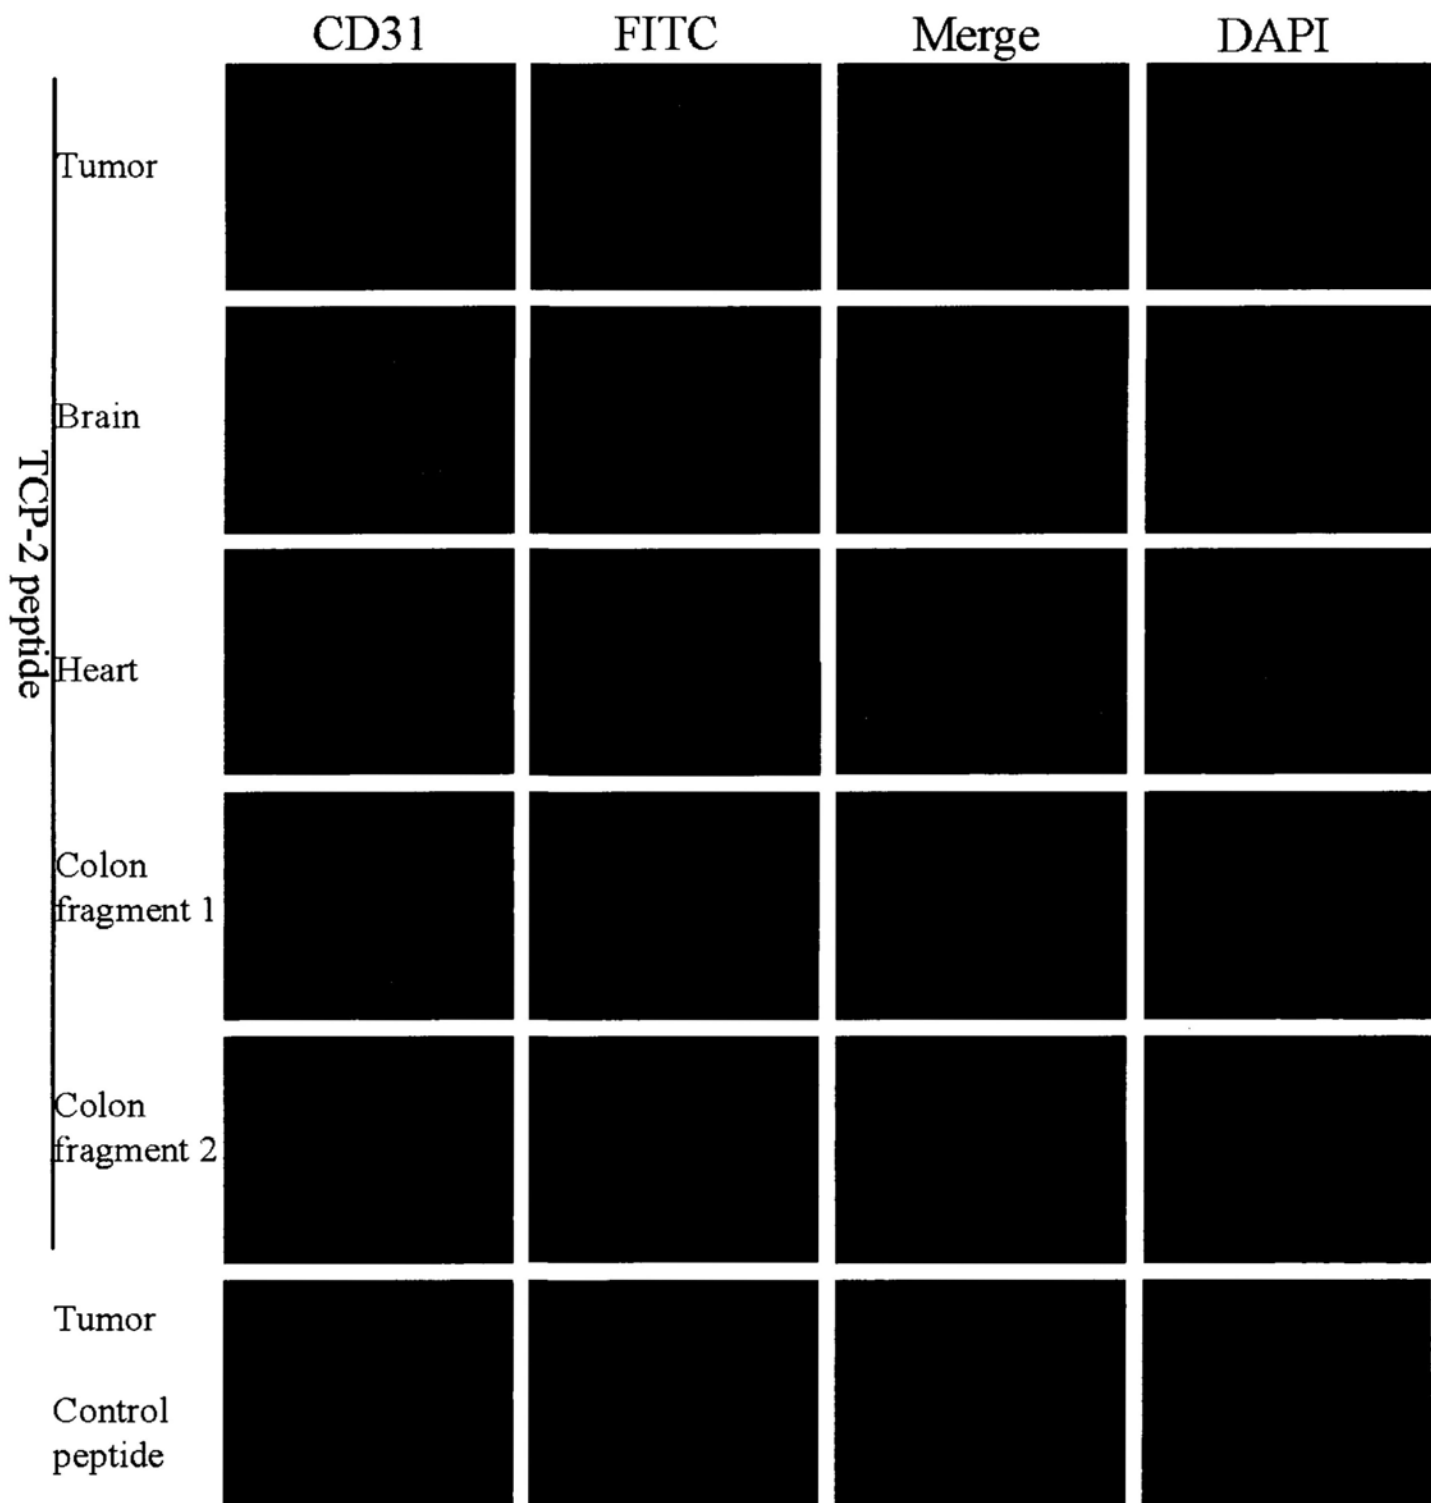 CD31 FITC Merge DAPI
TCP-2 peptide
Tumor
Brain
Heart
Colon
fragment 1
Colon
fragment 2
Tumor
Control
peptide